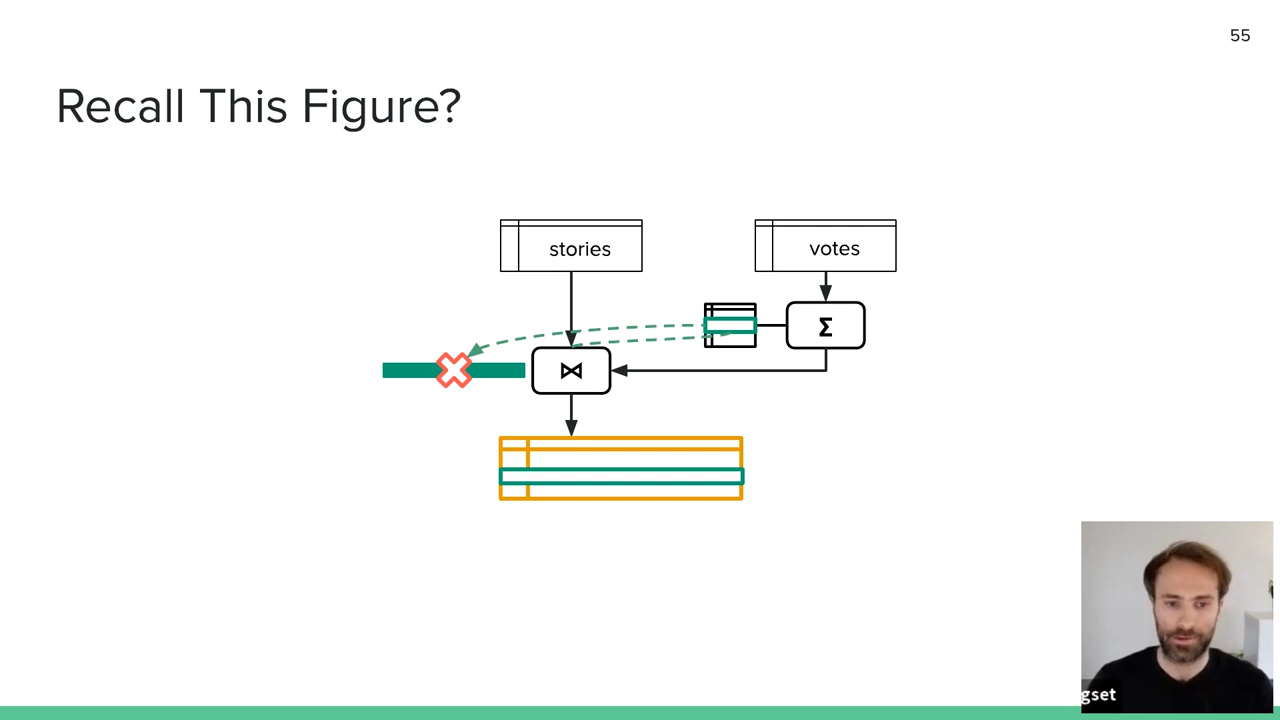 55
Recall This Figure?
stories
votes
Σ
⋈
gset